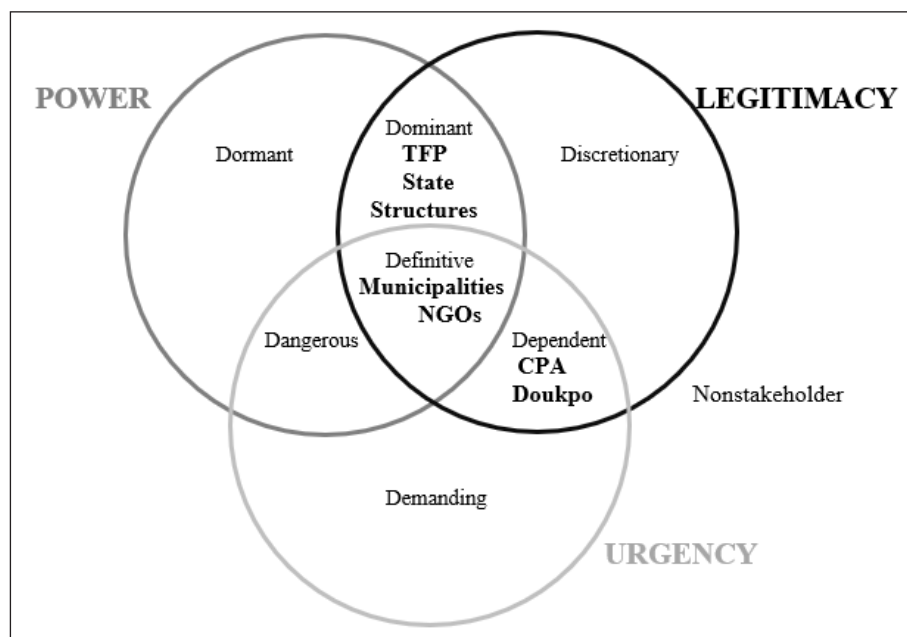 POWER
LEGITIMACY
Dormant
Dominant
TFP
State
Structures
Discretionary
Definitive
Municipalities
NGOs
Dangerous
Dependent
CPA
Doukpo
Nonstakeholder
Demanding
URGENCY